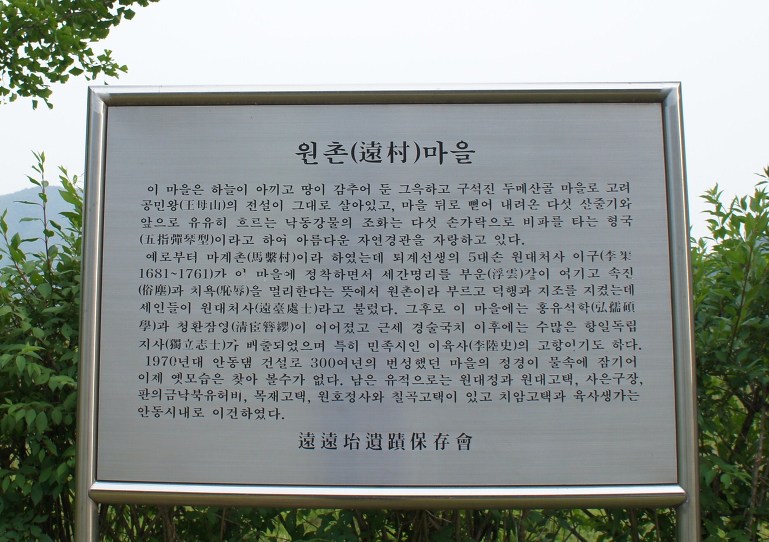 원촌(遠村)마을
이 마을은 하늘이 아끼고 땅이 감추어 둔 그윽하고 구석진 두메산골 마을로 고려
공민왕(王母山)의 전설이 그대로 살아있고, 마을 뒤로 뻗어 내려온 다섯 산줄기와
앞으로 유유히 흐르는 낙동강물의 조화는 다섯 손가락으로 비파를 타는 형국
(五指彈琴型)이라고 하여 아름다운 자연경관을 자랑하고 있다.
예로부터 마계촌(馬繫村)이라 하였는데 퇴계선생의 5대손 원대처사 이구(李榘
1681~1761)가 이 마을에 정착하면서 세간명리를 부운(浮雲)같이 여기고 속진
(俗塵)과 치욕(恥辱)을 멀리한다는 뜻에서 원촌이라 부르고 덕행과 지조를 지켰는데
세인들이 원대처사(遠臺處士)라고 불렀다. 그후로 이 마을에는 홍유석학(弘儒碩
學)과 청환잠영(清宦簪纓)이 이어졌고 근세 경술국치 이후에는 수많은 항일독립
지사(獨立志士)가 배출되었으며 특히 민족시인 이육사(李陸史)의 고향인기도 하다.
1970년대 안동댐 건설로 300여년의 번성했던 마을의 정경이 물속에 잠기어
이제 옛모습은 찾아 볼수가 없다. 남은 유적으로는 원대정과 원대고택, 사은구장,
판의금낙북유허비, 목재고택, 원호정사와 칠곡고택이 있고 치암고택과 육사생가는
안동시내로 이건하였다.
遠遠坮遺蹟保存會